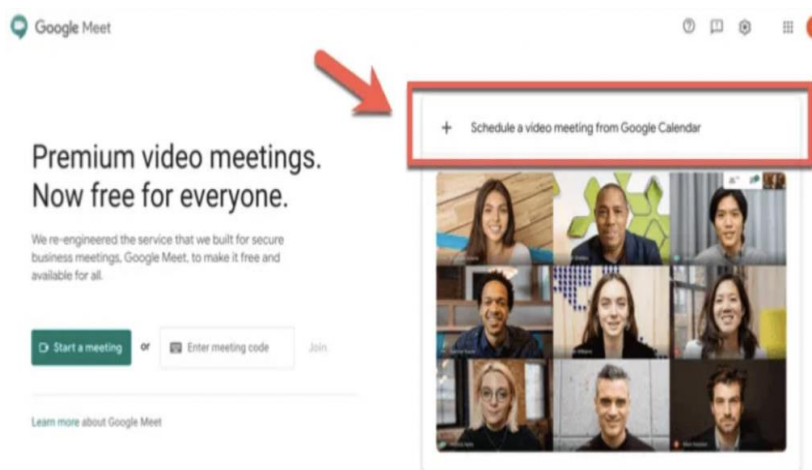 Google Meet
+ Schedule a video meeting from Google Calendar
Premium video meetings.
Now free for everyone.
We re-engineered the service that we built for secure
business meetings, Google Meet, to make it free and
available for all.
Start a meeting or Enter meeting code Join
Learn more about Google Meet